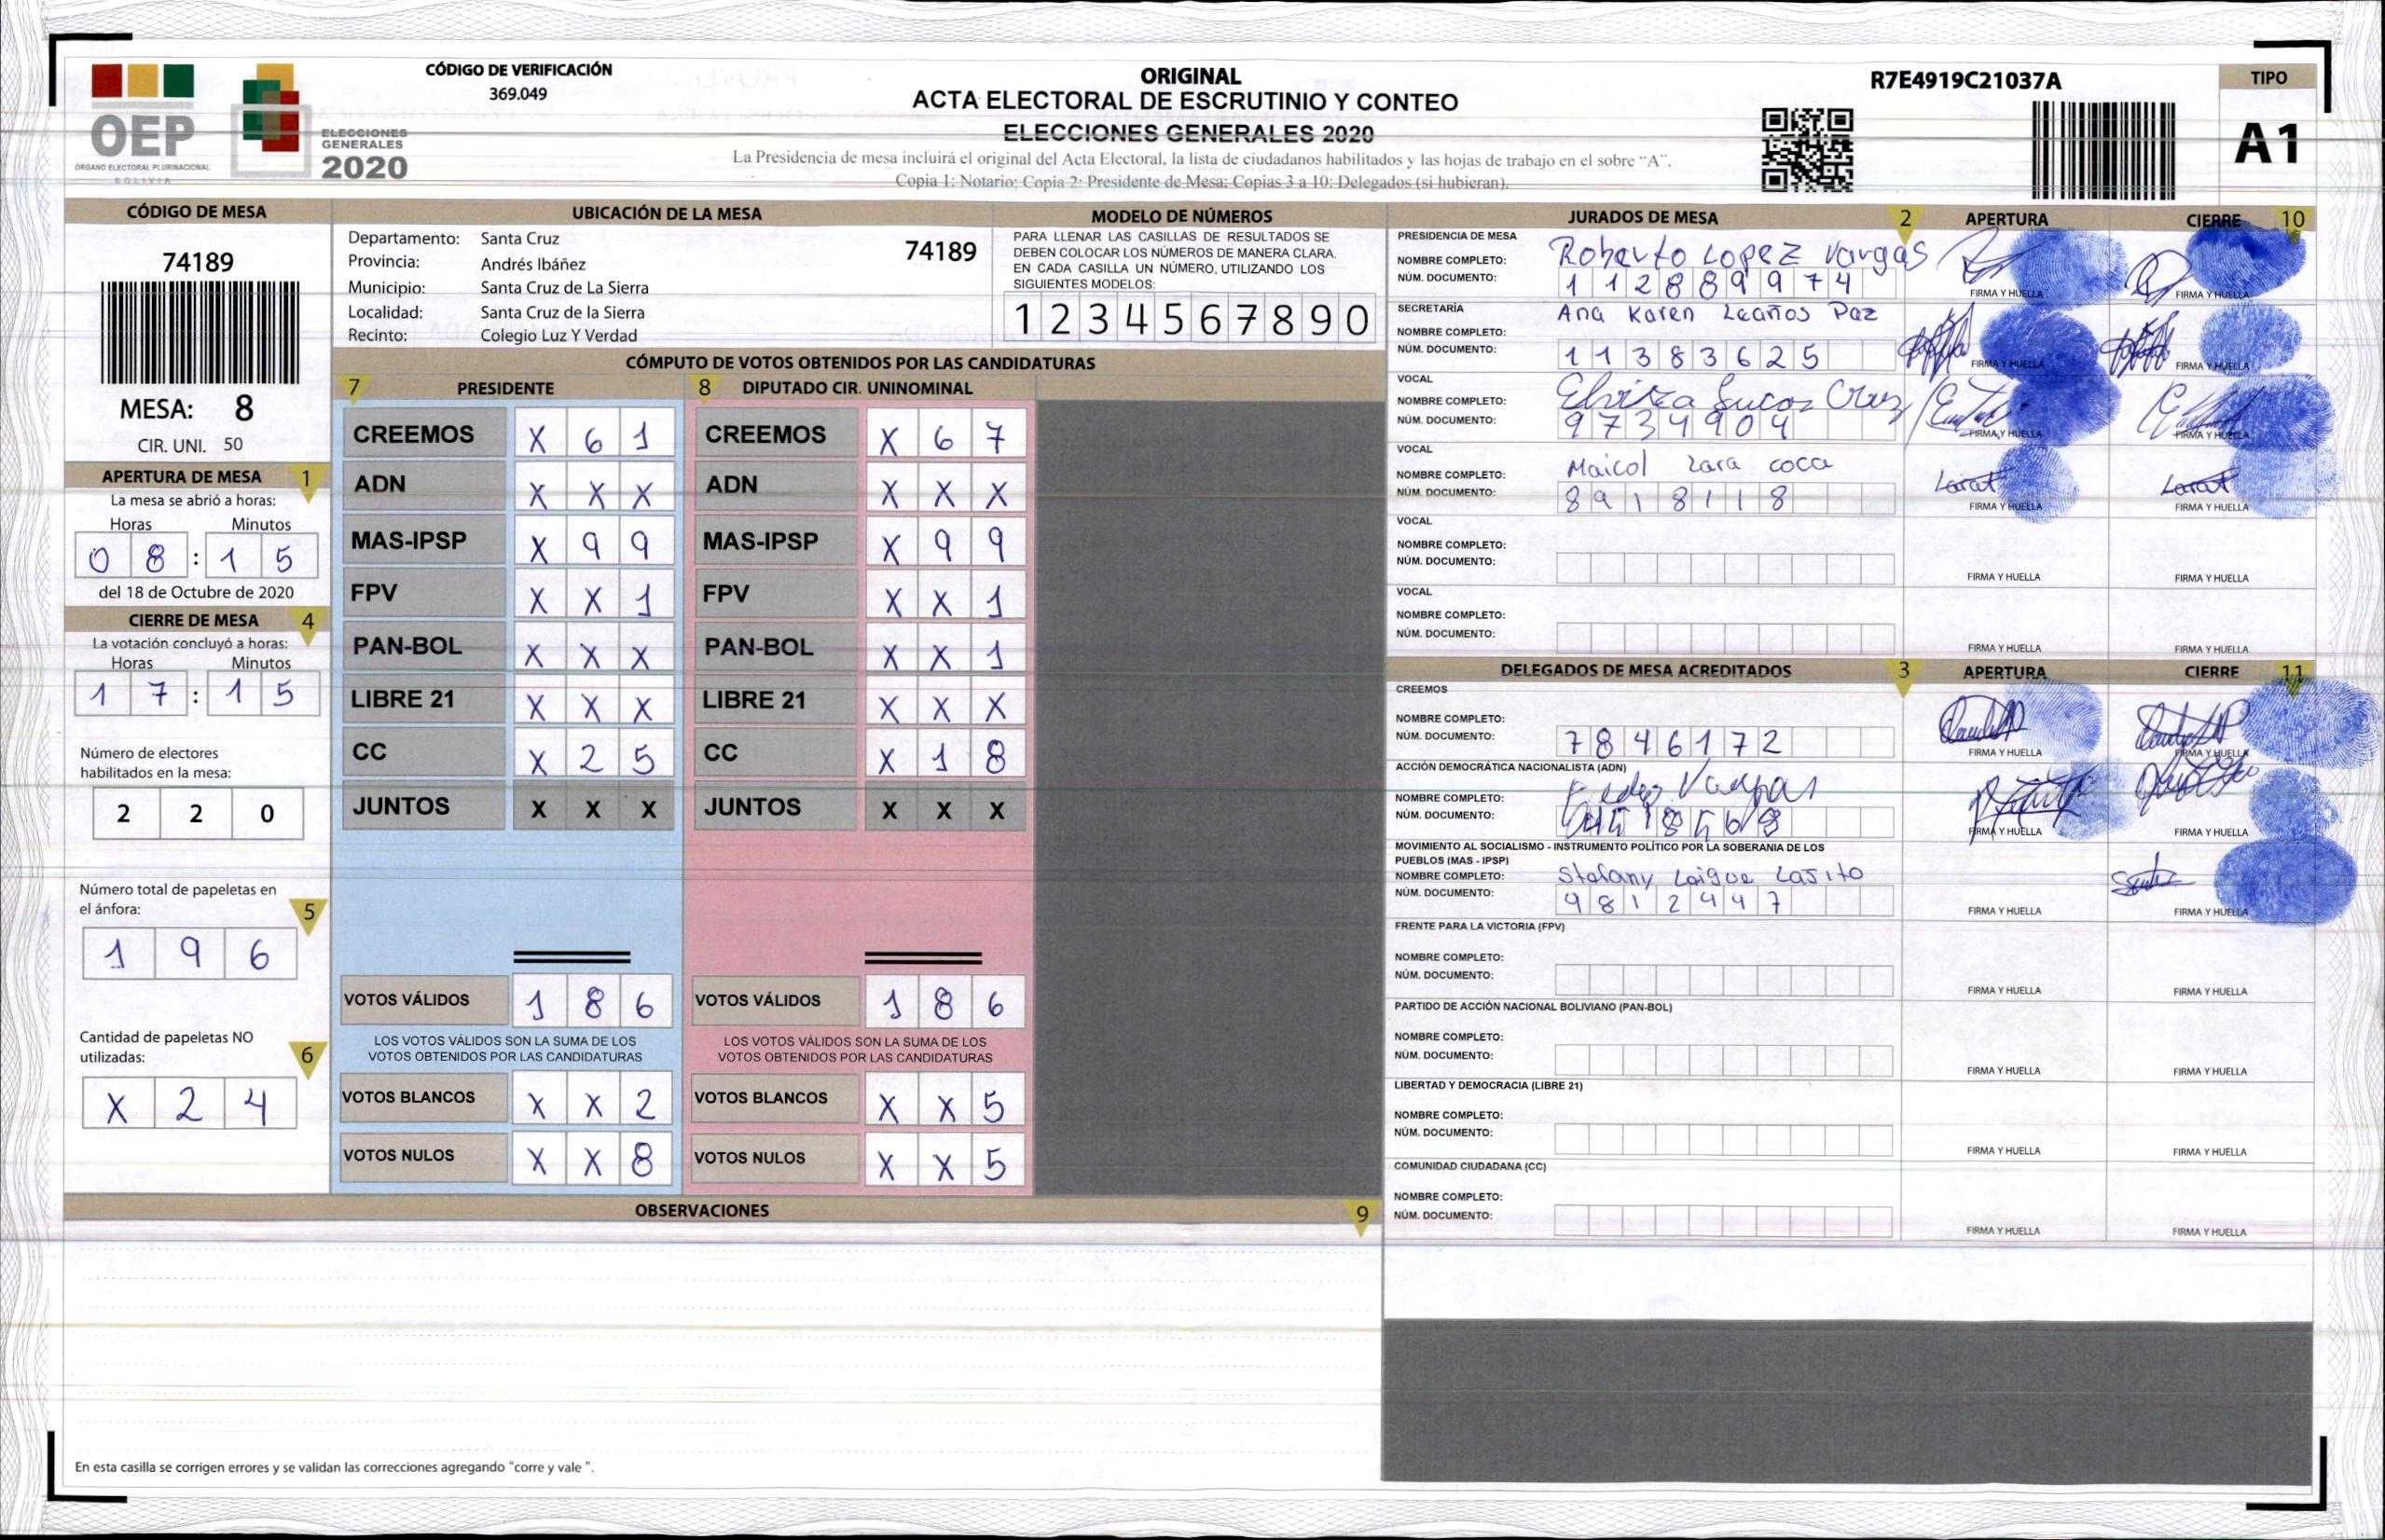 OEP
ÓRGANO ELECTORAL PLURINACIONAL
BOLIVIA
ELECCIONES
GENERALES
2020
CÓDIGO DE VERIFICACIÓN
369.049
ORIGINAL
ACTA ELECTORAL DE ESCRUTINIO Y CONTEO
ELECCIONES GENERALES 2020
La Presidencia de mesa incluirá el original del Acta Electoral, la lista de ciudadanos habilitados y las hojas de trabajo en el sobre "A".
Copia 1: Notario; Copia 2: Presidente de Mesa; Copias 3 a 10: Delegados (si hubieran).
R7E4919C21037A
TIPO
A1
CÓDIGO DE MESA
74189
MESA: 8
CIR. UNI. 50
APERTURA DE MESA 1
La mesa se abrió a horas:
Horas Minutos
0 8 : 1 5
del 18 de Octubre de 2020
CIERRE DE MESA 4
La votación concluyó a horas:
Horas Minutos
1 7 : 1 5
Número de electores
habilitados en la mesa:
2 2 0
Número total de papeletas en
el ánfora: 5
1 9 6
Cantidad de papeletas NO
utilizadas: 6
X 2 4
UBICACIÓN DE LA MESA
Departamento: Santa Cruz 74189
Provincia: Andrés Ibáñez
Municipio: Santa Cruz de La Sierra
Localidad: Santa Cruz de la Sierra
Recinto: Colegio Luz Y Verdad
MODELO DE NÚMEROS
PARA LLENAR LAS CASILLAS DE RESULTADOS SE
DEBEN COLOCAR LOS NÚMEROS DE MANERA CLARA.
EN CADA CASILLA UN NÚMERO, UTILIZANDO LOS
SIGUIENTES MODELOS:
1 2 3 4 5 6 7 8 9 0
CÓMPUTO DE VOTOS OBTENIDOS POR LAS CANDIDATURAS
7 PRESIDENTE 8 DIPUTADO CIR. UNINOMINAL
CREEMOS X 6 1 CREEMOS X 6 7
ADN X X X ADN X X X
MAS-IPSP X 9 9 MAS-IPSP X 9 9
FPV X X 1 FPV X X 1
PAN-BOL X X X PAN-BOL X X 1
LIBRE 21 X X X LIBRE 21 X X X
CC X 2 5 CC X 1 8
JUNTOS X X X JUNTOS X X X
VOTOS VÁLIDOS 1 8 6 VOTOS VÁLIDOS 1 8 6
LOS VOTOS VÁLIDOS SON LA SUMA DE LOS LOS VOTOS VÁLIDOS SON LA SUMA DE LOS
VOTOS OBTENIDOS POR LAS CANDIDATURAS VOTOS OBTENIDOS POR LAS CANDIDATURAS
VOTOS BLANCOS X X 2 VOTOS BLANCOS X X 5
VOTOS NULOS X X 8 VOTOS NULOS X X 5
OBSERVACIONES 9
En esta casilla se corrigen errores y se validan las correcciones agregando "corre y vale ".
JURADOS DE MESA 2 APERTURA CIERRE 10
PRESIDENCIA DE MESA
NOMBRE COMPLETO: Roberto Lopez Vargas
NÚM. DOCUMENTO: 1 1 2 8 8 9 9 7 4 FIRMA Y HUELLA FIRMA Y HUELLA
SECRETARÍA
NOMBRE COMPLETO: Ana Karen Leaños Paz
NÚM. DOCUMENTO: 1 1 3 8 3 6 2 5 FIRMA Y HUELLA FIRMA Y HUELLA
VOCAL
NOMBRE COMPLETO: Cruz
NÚM. DOCUMENTO: 9 7 3 4 9 0 4 FIRMA Y HUELLA FIRMA Y HUELLA
VOCAL
NOMBRE COMPLETO: Maicol Lara coca
NÚM. DOCUMENTO: 8 9 1 8 1 1 8 FIRMA Y HUELLA FIRMA Y HUELLA
VOCAL
NOMBRE COMPLETO:
NÚM. DOCUMENTO: FIRMA Y HUELLA FIRMA Y HUELLA
VOCAL
NOMBRE COMPLETO:
NÚM. DOCUMENTO: FIRMA Y HUELLA FIRMA Y HUELLA
DELEGADOS DE MESA ACREDITADOS 3 APERTURA CIERRE 11
CREEMOS
NOMBRE COMPLETO:
NÚM. DOCUMENTO: 7 8 4 6 1 7 2 FIRMA Y HUELLA FIRMA Y HUELLA
ACCIÓN DEMOCRÁTICA NACIONALISTA (ADN)
NOMBRE COMPLETO:
NÚM. DOCUMENTO: FIRMA Y HUELLA FIRMA Y HUELLA
MOVIMIENTO AL SOCIALISMO - INSTRUMENTO POLÍTICO POR LA SOBERANIA DE LOS
PUEBLOS (MAS - IPSP)
NOMBRE COMPLETO: Stefany
NÚM. DOCUMENTO: FIRMA Y HUELLA FIRMA Y HUELLA
FRENTE PARA LA VICTORIA (FPV)
NOMBRE COMPLETO:
NÚM. DOCUMENTO: FIRMA Y HUELLA FIRMA Y HUELLA
PARTIDO DE ACCIÓN NACIONAL BOLIVIANO (PAN-BOL)
NOMBRE COMPLETO:
NÚM. DOCUMENTO: FIRMA Y HUELLA FIRMA Y HUELLA
LIBERTAD Y DEMOCRACIA (LIBRE 21)
NOMBRE COMPLETO:
NÚM. DOCUMENTO: FIRMA Y HUELLA FIRMA Y HUELLA
COMUNIDAD CIUDADANA (CC)
NOMBRE COMPLETO:
NÚM. DOCUMENTO: FIRMA Y HUELLA FIRMA Y HUELLA